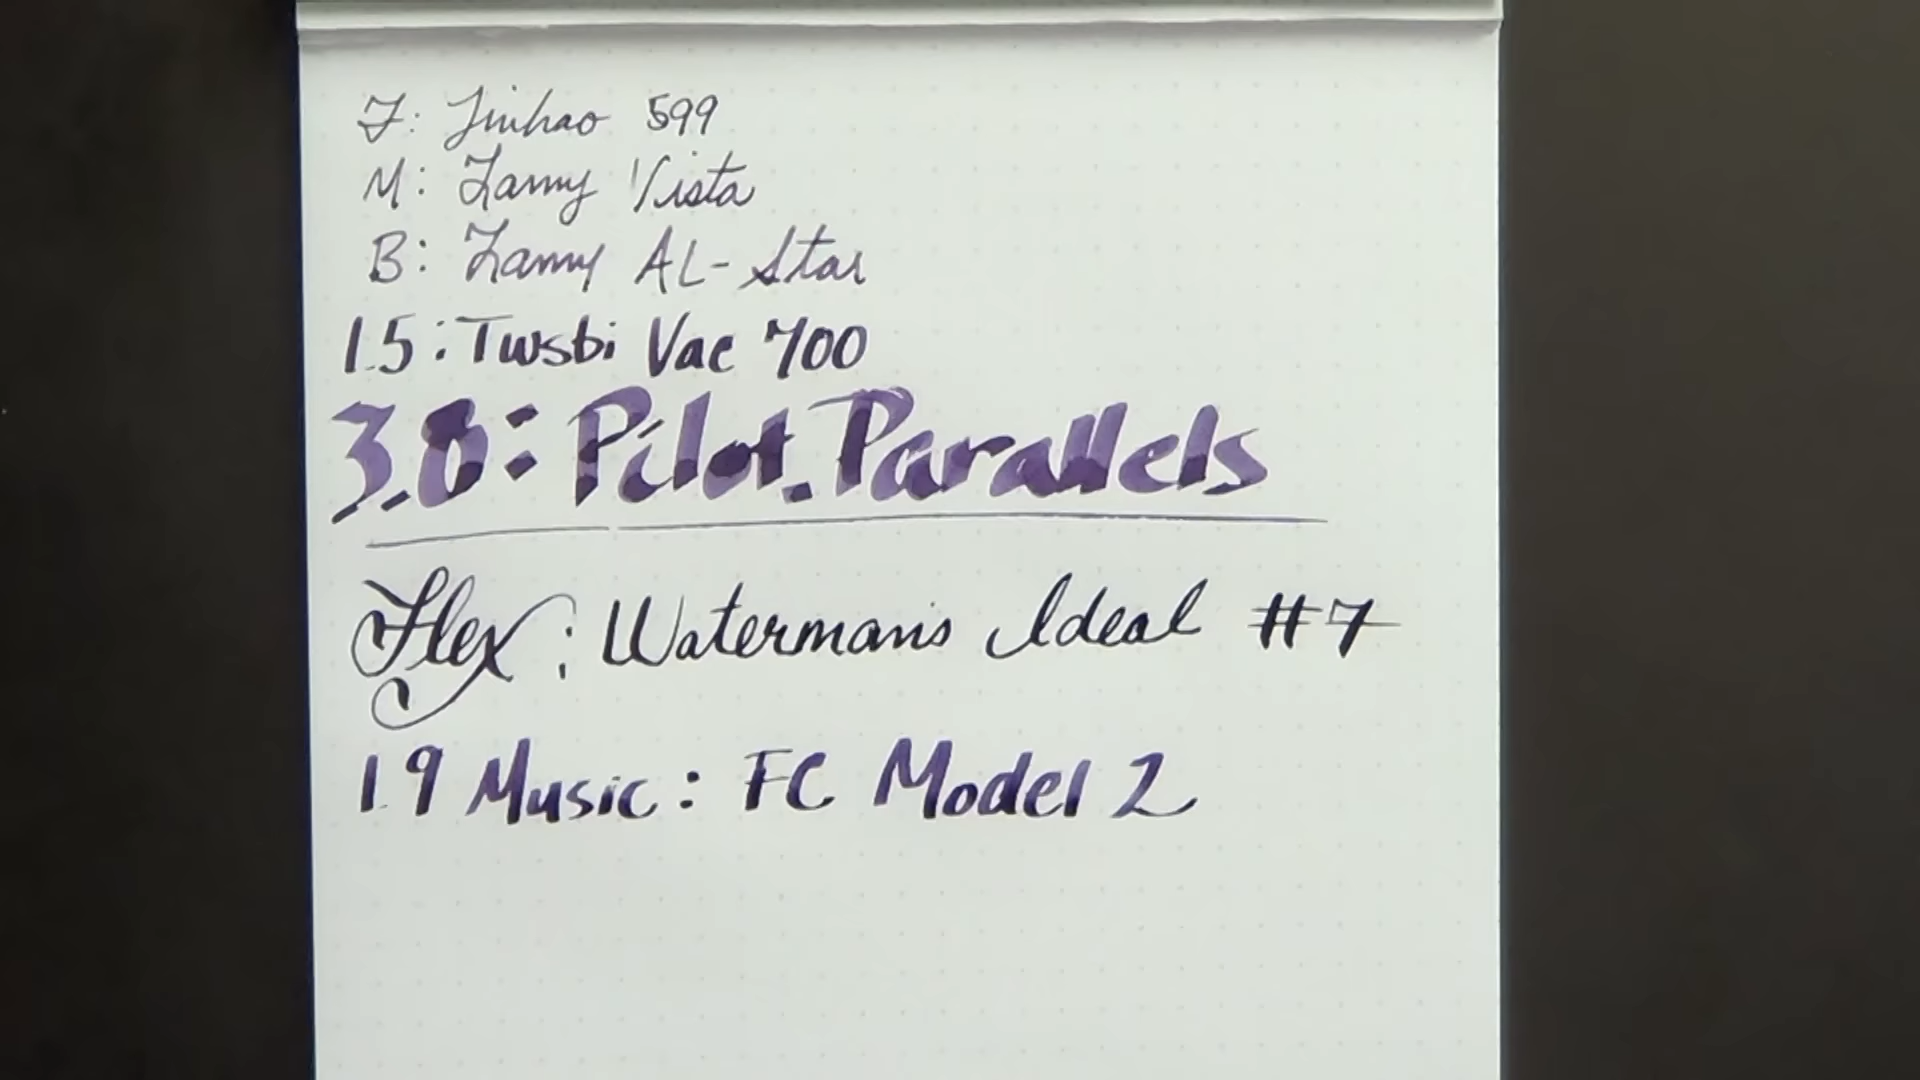 F: Jinhao 599
M: Lamy Vista
B: Lamy AL-Star
1.5: Twsbi Vac 700
3.8: Pilot Parallels
Flex: Waterman's Ideal #7
1.9 Music: FC Model 2